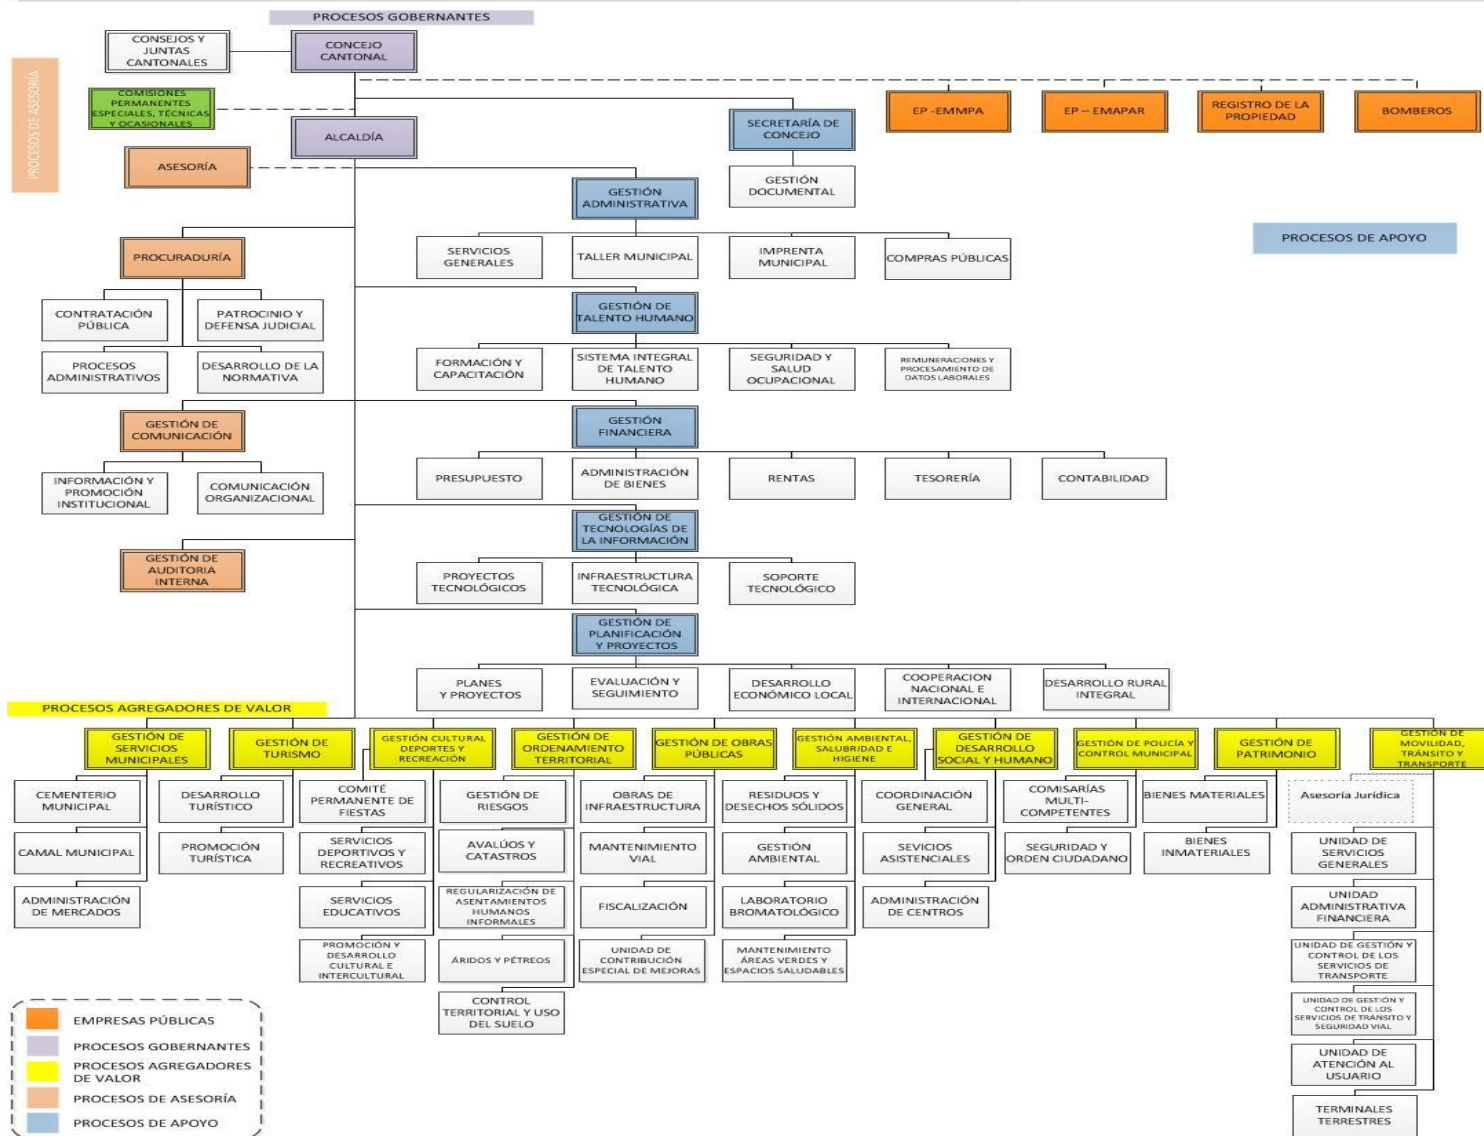 PROCESOS GOBERNANTES
CONSEJOS Y
JUNTAS
CANTONALES
CONCEJO
CANTONAL
PROCESOS DE ASESORÍA
COMISIONES
PERMANENTES
ESPECIALES, TÉCNICAS
Y OCASIONALES
ALCALDÍA
SECRETARÍA DE
CONCEJO
EP -EMMPA
EP – EMAPAR
REGISTRO DE LA
PROPIEDAD
BOMBEROS
ASESORÍA
GESTIÓN
DOCUMENTAL
GESTIÓN
ADMINISTRATIVA
PROCESOS DE APOYO
SERVICIOS
GENERALES
TALLER MUNICIPAL
IMPRENTA
MUNICIPAL
COMPRAS PÚBLICAS
PROCURADURÍA
CONTRATACIÓN
PÚBLICA
PATROCINIO Y
DEFENSA JUDICIAL
PROCESOS
ADMINISTRATIVOS
DESARROLLO DE LA
NORMATIVA
GESTIÓN DE
TALENTO HUMANO
FORMACIÓN Y
CAPACITACIÓN
SISTEMA INTEGRAL
DE TALENTO
HUMANO
SEGURIDAD Y
SALUD
OCUPACIONAL
REMUNERACIONES Y
PROCESAMIENTO DE
DATOS LABORALES
GESTIÓN DE
COMUNICACIÓN
INFORMACIÓN Y
PROMOCIÓN
INSTITUCIONAL
COMUNICACIÓN
ORGANIZACIONAL
GESTIÓN
FINANCIERA
PRESUPUESTO
ADMINISTRACIÓN
DE BIENES
RENTAS
TESORERÍA
CONTABILIDAD
GESTIÓN DE
AUDITORIA
INTERNA
GESTIÓN DE
TECNOLOGÍAS DE
LA INFORMACIÓN
PROYECTOS
TECNOLÓGICOS
INFRAESTRUCTURA
TECNOLÓGICA
SOPORTE
TECNOLÓGICO
GESTIÓN DE
PLANIFICACIÓN
Y PROYECTOS
PLANES
Y PROYECTOS
EVALUACIÓN Y
SEGUIMIENTO
DESARROLLO
ECONÓMICO LOCAL
COOPERACION
NACIONAL E
INTERNACIONAL
DESARROLLO RURAL
INTEGRAL
PROCESOS AGREGADORES DE VALOR
GESTIÓN DE
SERVICIOS
MUNICIPALES
GESTIÓN DE
TURISMO
GESTIÓN CULTURAL
DEPORTES Y
RECREACIÓN
GESTIÓN DE
ORDENAMIENTO
TERRITORIAL
GESTIÓN DE OBRAS
PÚBLICAS
GESTIÓN AMBIENTAL,
SALUBRIDAD E
HIGIENE
GESTIÓN DE
DESARROLLO
SOCIAL Y HUMANO
GESTIÓN DE POLICÍA Y
CONTROL MUNICIPAL
GESTIÓN DE
PATRIMONIO
GESTIÓN DE
MOVILIDAD,
TRÁNSITO Y
TRANSPORTE
CEMENTERIO
MUNICIPAL
DESARROLLO
TURÍSTICO
COMITÉ
PERMANENTE DE
FIESTAS
GESTIÓN DE
RIESGOS
OBRAS DE
INFRAESTRUCTURA
RESIDUOS Y
DESECHOS SÓLIDOS
COORDINACIÓN
GENERAL
COMISARÍAS
MULTI-
COMPETENTES
BIENES MATERIALES
Asesoría Jurídica
CAMAL MUNICIPAL
PROMOCIÓN
TURÍSTICA
SERVICIOS
DEPORTIVOS Y
RECREATIVOS
AVALÚOS Y
CATASTROS
MANTENIMIENTO
VIAL
GESTIÓN
AMBIENTAL
SEVICIOS
ASISTENCIALES
SEGURIDAD Y
ORDEN CIUDADANO
BIENES
INMATERIALES
UNIDAD DE
SERVICIOS
GENERALES
ADMINISTRACIÓN
DE MERCADOS
SERVICIOS
EDUCATIVOS
REGULARIZACIÓN DE
ASENTAMIENTOS
HUMANOS
INFORMALES
FISCALIZACIÓN
LABORATORIO
BROMATOLÓGICO
ADMINISTRACIÓN
DE CENTROS
UNIDAD
ADMINISTRATIVA
FINANCIERA
PROMOCIÓN Y
DESARROLLO
CULTURAL E
INTERCULTURAL
ÁRIDOS Y PÉTREOS
UNIDAD DE
CONTRIBUCIÓN
ESPECIAL DE MEJORAS
MANTENIMIENTO
ÁREAS VERDES Y
ESPACIOS SALUDABLES
UNIDAD DE GESTIÓN Y
CONTROL DE LOS
SERVICIOS DE
TRANSPORTE
CONTROL
TERRITORIAL Y USO
DEL SUELO
UNIDAD DE GESTIÓN Y
CONTROL DE LOS
SERVICIOS DE TRÁNSITO Y
SEGURIDAD VIAL
UNIDAD DE
ATENCIÓN AL
USUARIO
TERMINALES
TERRESTRES
EMPRESAS PÚBLICAS
PROCESOS GOBERNANTES
PROCESOS AGREGADORES
DE VALOR
PROCESOS DE ASESORÍA
PROCESOS DE APOYO